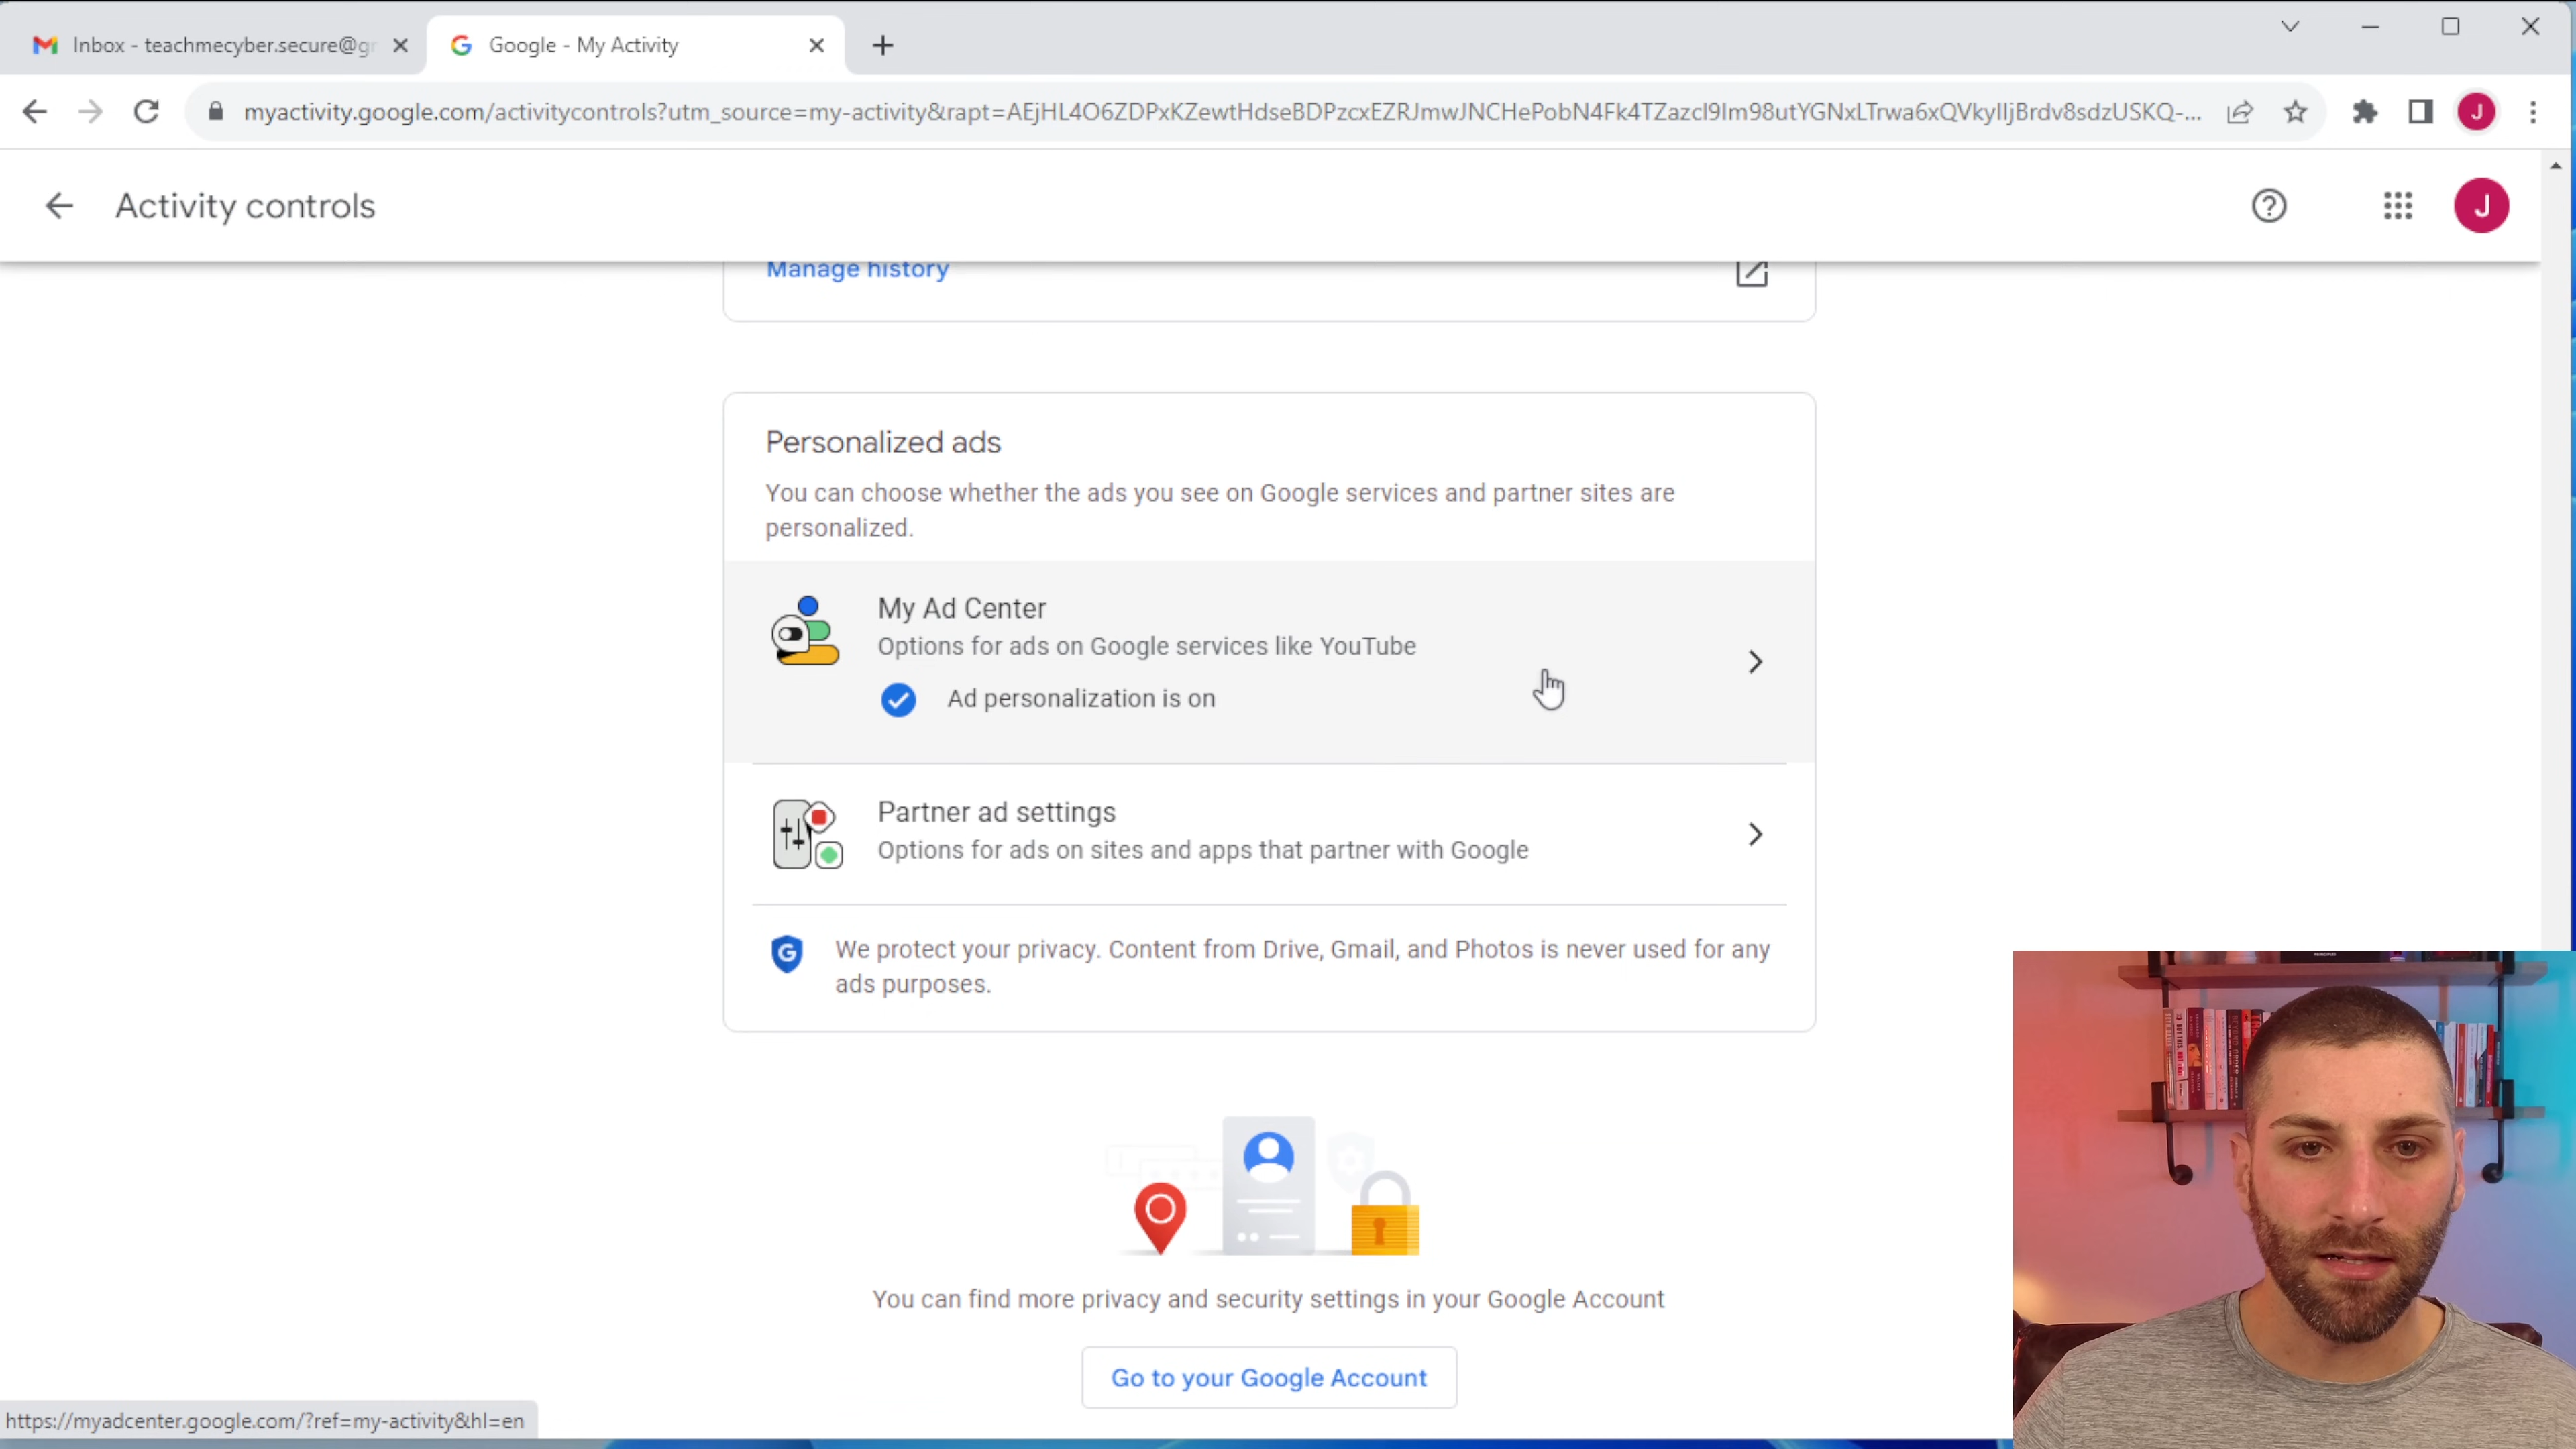 Inbox - teachmecyber.secure@gr
Google - My Activity
myactivity.google.com/activitycontrols?utm_source=my-activity&rapt=AEjHL4O6ZDPxKZewtHdseBDPzcxEZRJmwJNCHePobN4Fk4TZazcI9Im98utYGNxLTrwa6xQVkyIljBrdv8sdzUSKQ-...
J
Activity controls
J
Manage history
Personalized ads
You can choose whether the ads you see on Google services and partner sites are
personalized.
My Ad Center
Options for ads on Google services like YouTube
Ad personalization is on
Partner ad settings
Options for ads on sites and apps that partner with Google
G
We protect your privacy. Content from Drive, Gmail, and Photos is never used for any
ads purposes.
You can find more privacy and security settings in your Google Account
Go to your Google Account
https://myadcenter.google.com/?ref=my-activity&hl=en